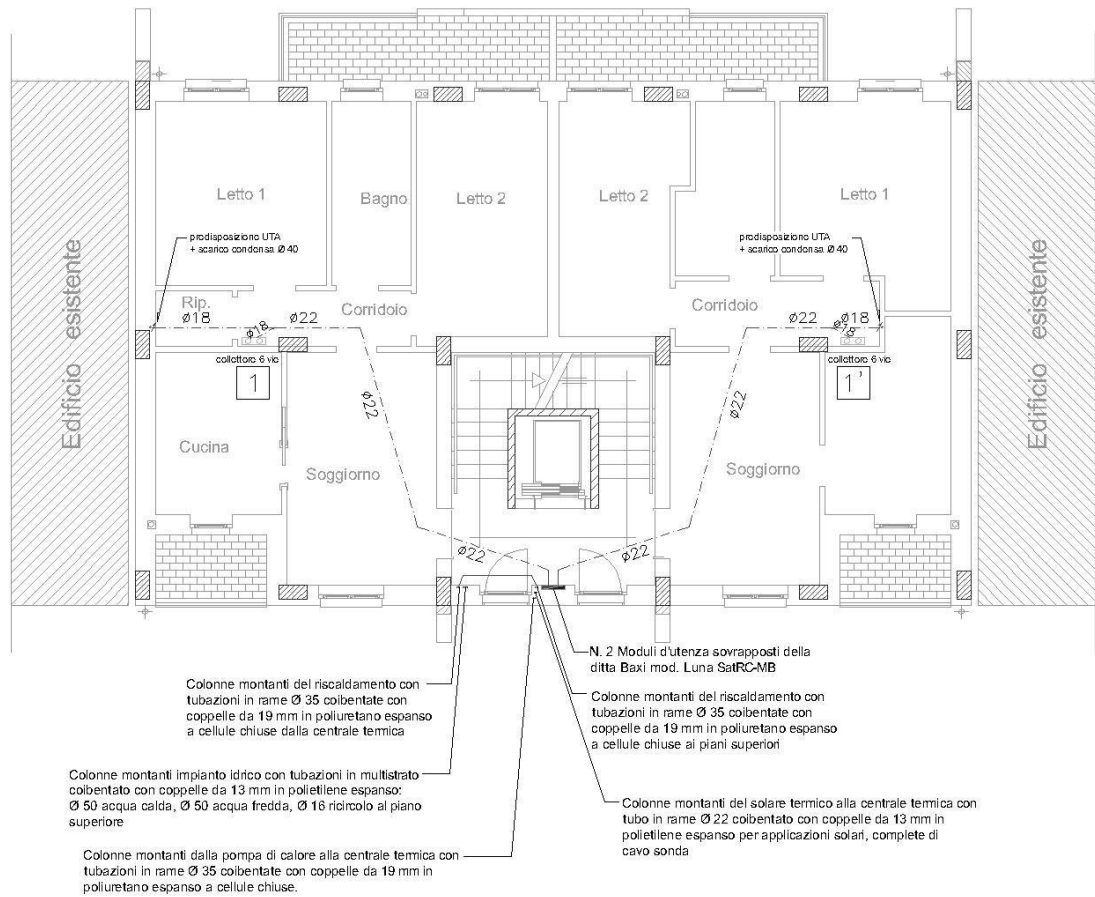 Letto 1
Bagno
Letto 2
Letto 2
Letto 1
predisposizione UTA
+ scarico condensa Ø 40
predisposizione UTA
+ scarico condensa Ø 40
Edificio esistente
Edificio esistente
Rip.
Corridoio
Corridoio
ø18
ø18
ø22
ø22
ø18
ø18
collettore 6 vie
collettore 6 vie
1
1'
ø22
ø22
Cucina
Soggiorno
Soggiorno
ø22
ø22
N. 2 Moduli d'utenza sovrapposti della
ditta Baxi mod. Luna SatRC-MB
Colonne montanti del riscaldamento con
tubazioni in rame Ø 35 coibentate con
coppelle da 19 mm in poliuretano espanso
a cellule chiuse dalla centrale termica
Colonne montanti del riscaldamento con
tubazioni in rame Ø 35 coibentate con
coppelle da 19 mm in poliuretano espanso
a cellule chiuse ai piani superiori
Colonne montanti impianto idrico con tubazioni in multistrato
coibentato con coppelle da 13 mm in polietilene espanso:
Ø 50 acqua calda, Ø 50 acqua fredda, Ø 16 ricircolo al piano
superiore
Colonne montanti del solare termico alla centrale termica con
tubo in rame Ø 22 coibentato con coppelle da 13 mm in
polietilene espanso per applicazioni solari, complete di
cavo sonda
Colonne montanti dalla pompa di calore alla centrale termica con
tubazioni in rame Ø 35 coibentate con coppelle da 19 mm in
poliuretano espanso a cellule chiuse.